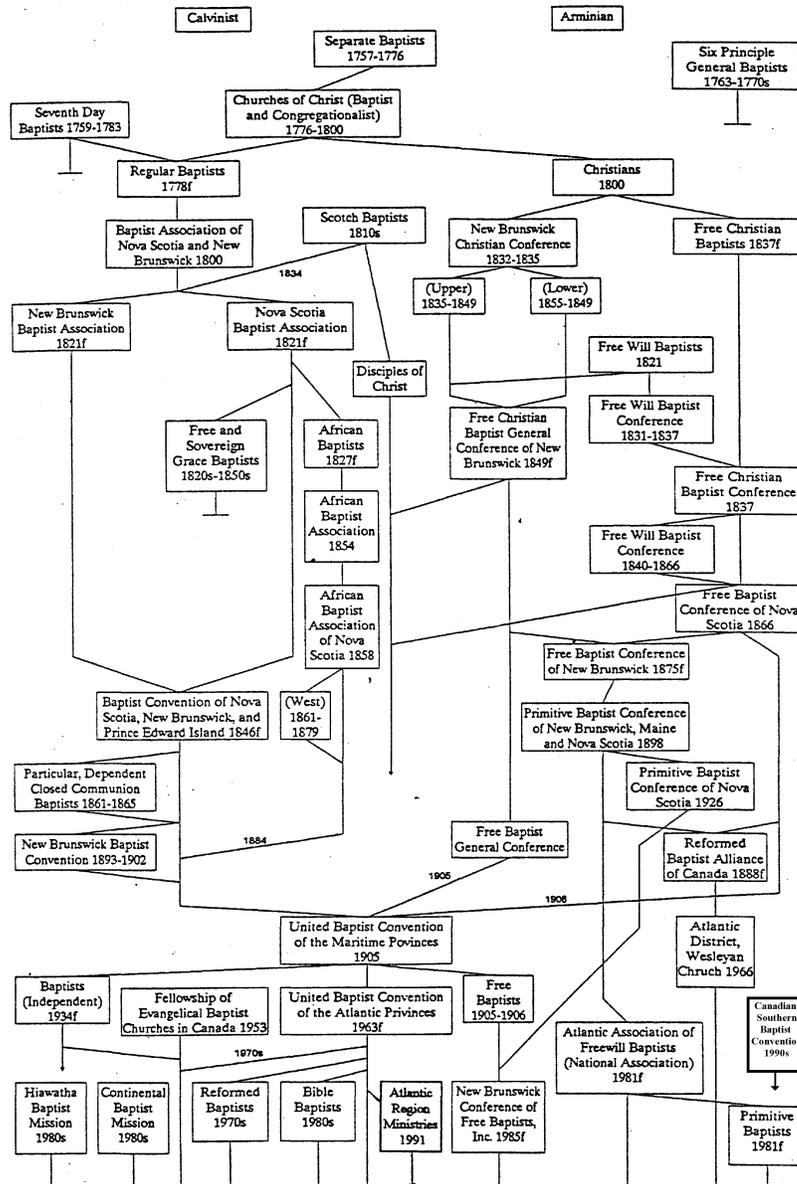 Calvinist
Arminian
Separate Baptists
1757-1776
Six Principle
General Baptists
1763-1770s
Seventh Day
Baptists 1759-1783
Churches of Christ (Baptist
and Congregationalist)
1776-1800
Regular Baptists
1778f
Christians
1800
Baptist Association of
Nova Scotia and New
Brunswick 1800
Scotch Baptists
1810s
New Brunswick
Christian Conference
1832-1835
Free Christian
Baptists 1837f
1834
(Upper)
1835-1849
(Lower)
1855-1849
New Brunswick
Baptist Association
1821f
Nova Scotia
Baptist Association
1821f
Free Will Baptists
1821
Disciples of
Christ
Free Will Baptist
Conference
1831-1837
Free and
Sovereign
Grace Baptists
1820s-1850s
African
Baptists
1827f
Free Christian
Baptist General
Conference of New
Brunswick 1849f
Free Christian
Baptist Conference
1837
African
Baptist
Association
1854
Free Will Baptist
Conference
1840-1866
African
Baptist
Association
of Nova
Scotia 1858
Free Baptist
Conference of Nova
Scotia 1866
Free Baptist Conference
of New Brunswick 1875f
Baptist Convention of Nova
Scotia, New Brunswick, and
Prince Edward Island 1846f
(West)
1861-
1879
Primitive Baptist Conference
of New Brunswick, Maine
and Nova Scotia 1898
Particular, Dependent
Closed Communion
Baptists 1861-1865
Primitive Baptist
Conference of Nova
Scotia 1926
New Brunswick Baptist
Convention 1893-1902
1884
Free Baptist
General Conference
Reformed
Baptist Alliance
of Canada 1888f
1905
1906
United Baptist Convention
of the Maritime Povinces
1905
Atlantic
District,
Wesleyan
Chruch 1966
Baptists
(Independent)
1934f
Fellowship of
Evangelical Baptist
Churches in Canada 1953
United Baptist Convention
of the Atlantic Privinces
1963f
Free
Baptists
1905-1906
Canadian
Southern
Baptist
Conventio
1990s
Atlantic Association of
Freewill Baptists
(National Association)
1981f
1970s
Hiawatha
Baptist
Mission
1980s
Continental
Baptist
Mission
1980s
Reformed
Baptists
1970s
Bible
Baptists
1980s
Atlantic
Region
Ministries
1991
New Brunswick
Conference of
Free Baptists,
Inc. 1985f
Primitive
Baptists
1981f